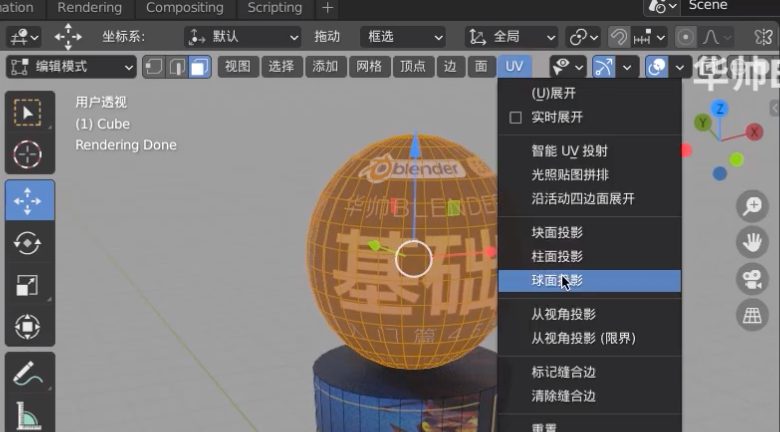 Rendering
Compositing
Scripting
+
Scene
坐标系:
默认
拖动
框选
全局
编辑模式
视图
选择
添加
网格
顶点
边
面
UV
华帅
用户透视
(1) Cube
Rendering Done
(U)展开
实时展开
智能 UV 投射
光照贴图拼排
沿活动四边面展开
块面投影
柱面投影
球面投影
从视角投影
从视角投影 (限界)
标记缝合边
清除缝合边
重置
Z
Y
X
blender
华帅BLENDE
基础
入门篇